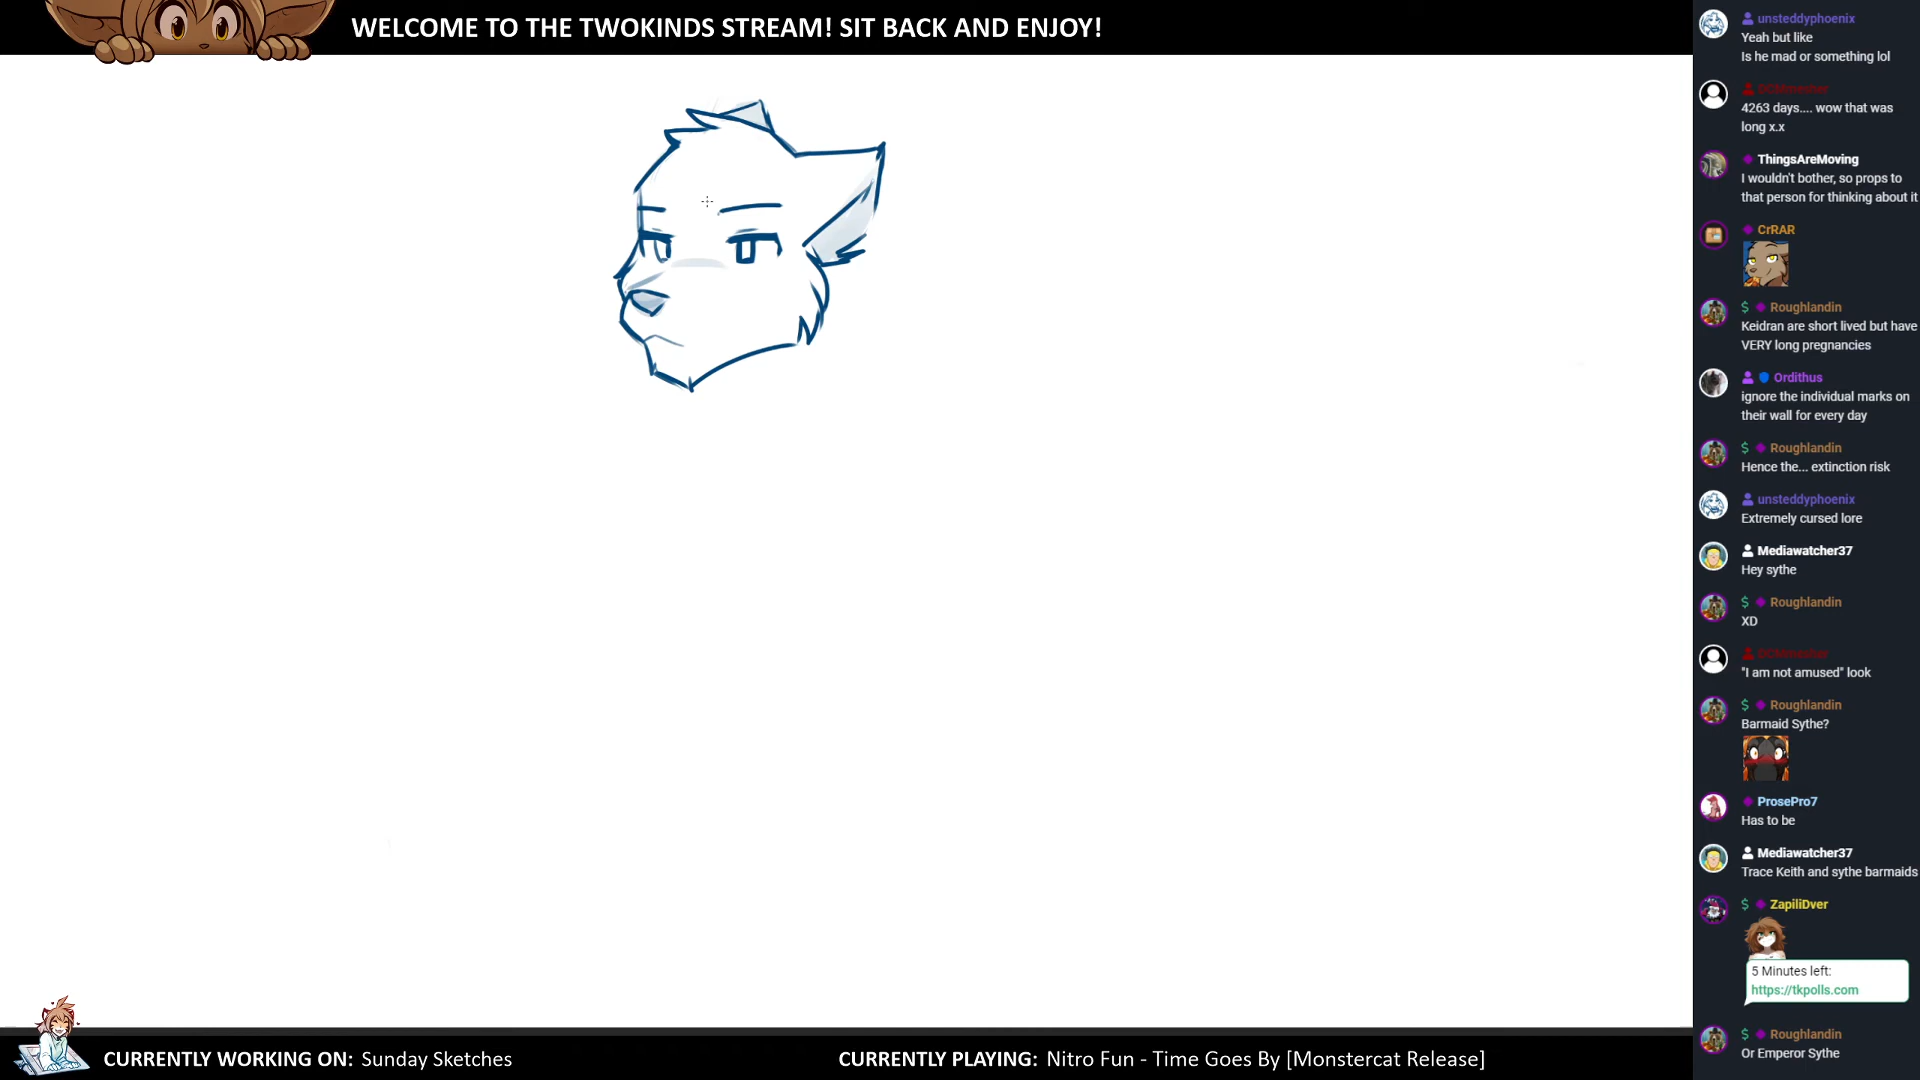 WELCOME TO THE TWOKINDS STREAM! SIT BACK AND ENJOY!
unsteddyphoenix
Yeah but like
Is he mad or something lol
4263 days.... wow that was
long x.x
ThingsAreMoving
I wouldn't bother, so props to
that person for thinking about it
CrRAR
$ Roughlandin
Keidran are short lived but have
VERY long pregnancies
Ordithus
ignore the individual marks on
their wall for every day
$ Roughlandin
Hence the... extinction risk
unsteddyphoenix
Extremely cursed lore
Mediawatcher37
Hey sythe
$ Roughlandin
XD
"I am not amused" look
$ Roughlandin
Barmaid Sythe?
ProsePro7
Has to be
Mediawatcher37
Trace Keith and sythe barmaids
$ ZapiliDver
5 Minutes left:
https://tkpolls.com
$ Roughlandin
Or Emperor Sythe
CURRENTLY WORKING ON: Sunday Sketches
CURRENTLY PLAYING: Nitro Fun - Time Goes By [Monstercat Release]